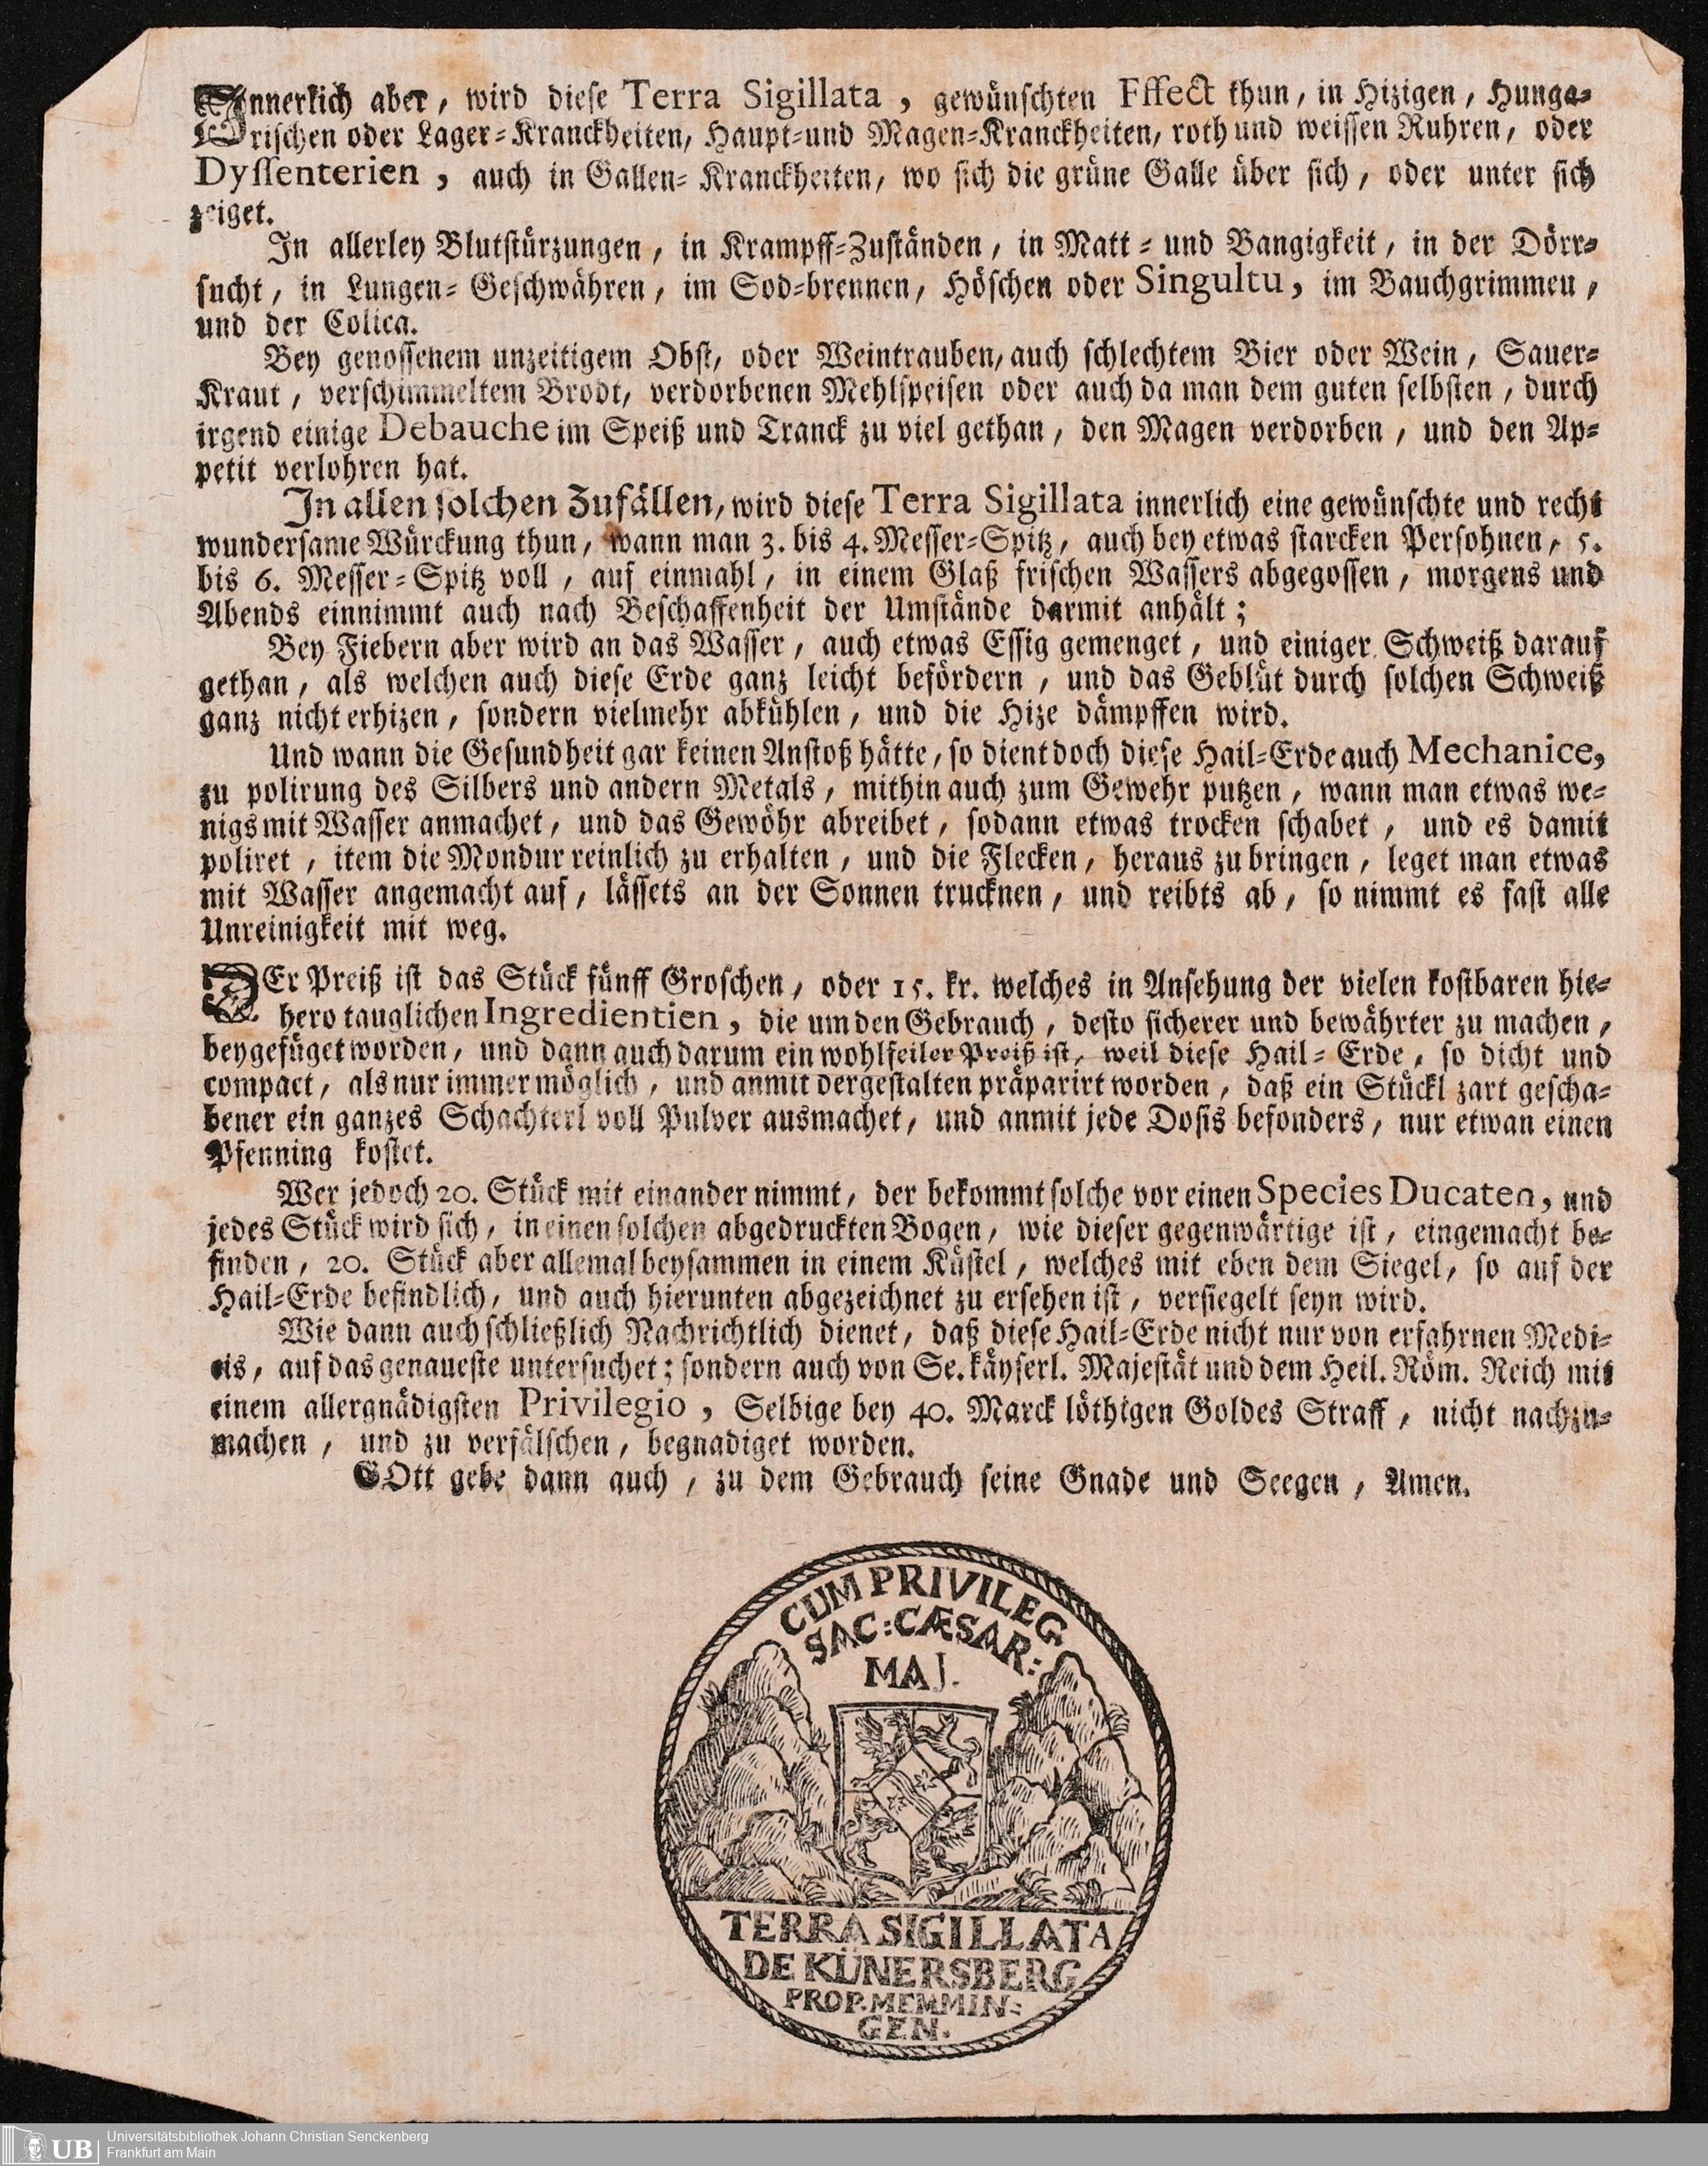 INnerlich aber, wird diese Terra Sigillata, gewünschten Effect thun, in Hizigen, Hunga-
rischen oder Lager-Kranckheiten, Haupt-und Magen-Kranckheiten, roth und weissen Ruhren, oder
Dyssenterien, auch in Gallen-Kranckheiten, wo sich die grüne Galle über sich, oder unter sich
zeiget.
In allerley Blutstürzungen, in Krampff-Zuständen, in Matt- und Bangigkeit, in der Dörr-
sucht, in Lungen-Geschwähren, im Sod-brennen, Höschen oder Singultu, im Bauchgrimmen,
und der Colica.
Bey genossenem unzeitigem Obst, oder Weintrauben, auch schlechtem Bier oder Wein, Sauer-
Kraut, verschimmeltem Brodt, verdorbenen Mehlspeisen oder auch da man dem guten selbsten, durch
irgend einige Debauche im Speiß und Tranck zu viel gethan, den Magen verdorben, und den Ap-
petit verlohren hat.
In allen solchen Zufällen, wird diese Terra Sigillata innerlich eine gewünschte und recht
wundersame Würckung thun, wann man 3. bis 4. Messer-Spitz, auch bey etwas starcken Persohnen, 5.
bis 6. Messer-Spitz voll, auf einmahl, in einem Glaß frischen Wassers abgegossen, morgens und
Abends einnimmt auch nach Beschaffenheit der Umstände darmit anhält;
Bey Fiebern aber wird an das Wasser, auch etwas Essig gemenget, und einiger Schweiß darauf
gethan, als welchen auch diese Erde ganz leicht befördern, und das Geblüt durch solchen Schweiß
ganz nicht erhizen, sondern vielmehr abkühlen, und die Hize dämpffen wird.
Und wann die Gesundheit gar keinen Anstoß hätte, so dient doch diese Hail-Erde auch Mechanice,
zu polirung des Silbers und andern Metals, mithin auch zum Gewehr putzen, wann man etwas we-
nigs mit Wasser anmachet, und das Gewöhr abreibet, sodann etwas trocken schabet, und es damit
poliret, item die Mondur reinlich zu erhalten, und die Flecken, heraus zu bringen, leget man etwas
mit Wasser angemacht auf, lässets an der Sonnen trucknen, und reibts ab, so nimmt es fast alle
Unreinigkeit mit weg.
DEr Preiß ist das Stück fünff Groschen, oder 15. kr. welches in Ansehung der vielen kostbaren hie-
hero tauglichen Ingredientien, die um den Gebrauch, desto sicherer und bewährter zu machen,
beygefüget worden, und dann auch darum ein wohlfeiler Preiß ist, weil diese Hail-Erde, so dicht und
compact, als nur immer möglich, und anmit dergestalten präparirt worden, daß ein Stückl zart gescha-
bener ein ganzes Schachterl voll Pulver ausmachet, und anmit jede Dosis besonders, nur etwan einen
Pfenning kostet.
Wer jedoch 20. Stück mit einander nimmt, der bekommt solche vor einen Species Ducaten, und
jedes Stück wird sich, in einen solchen abgedruckten Bogen, wie dieser gegenwärtige ist, eingemacht be-
finden, 20. Stück aber allemal beysammen in einem Küstel, welches mit eben dem Siegel, so auf der
Hail-Erde befindlich, und auch hierunten abgezeichnet zu ersehen ist, versiegelt seyn wird.
Wie dann auch schließlich Nachrichtlich dienet, daß diese Hail-Erde nicht nur von erfahrnen Medi-
cis, auf das genaueste untersuchet; sondern auch von Se. käyserl. Majestät und dem Heil. Röm. Reich mit
einem allergnädigsten Privilegio, Selbige bey 40. Marck löthigen Goldes Straff, nicht nachzu-
machen, und zu verfälschen, begnadiget worden.
GOtt gebe dann auch, zu dem Gebrauch seine Gnade und Seegen, Amen.
CUM PRIVILEG
SAC: CÆSAR:
MAJ.
TERRA SIGILLATA
DE KÜNERSBERG
PROP. MEMMIN:
GEN.
UB
Universitätsbibliothek Johann Christian Senckenberg
Frankfurt am Main